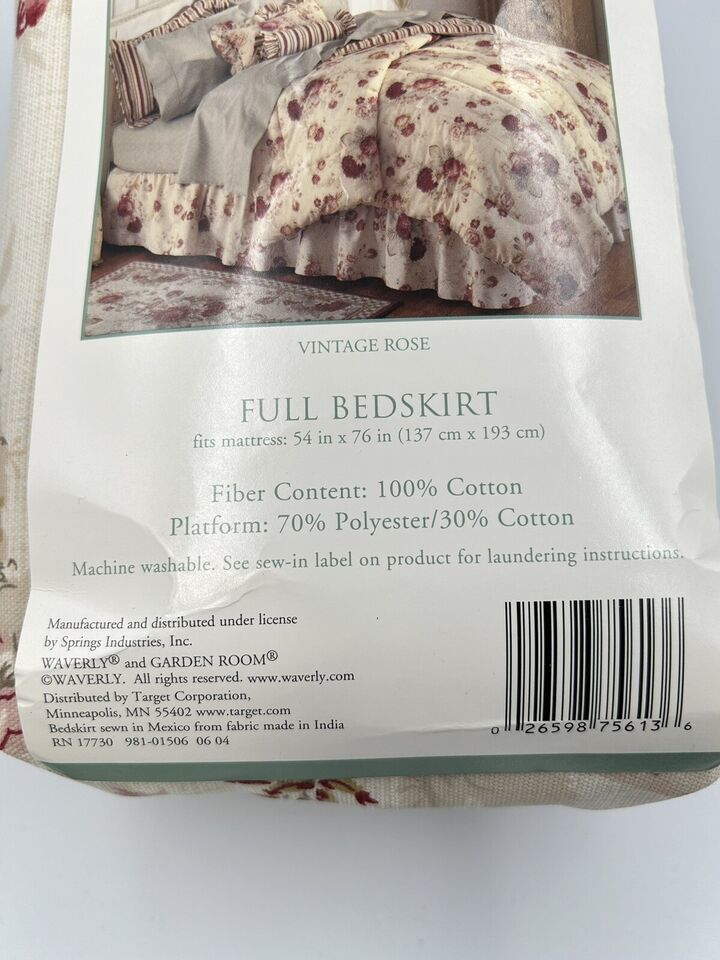 VINTAGE ROSE
FULL BEDSKIRT
fits mattress: 54 in x 76 in (137 cm x 193 cm)
Fiber Content: 100% Cotton
Platform: 70% Polyester/30% Cotton
Machine washable. See sew-in label on product for laundering instructions.
Manufactured and distributed under license
by Springs Industries, Inc.
WAVERLY® and GARDEN ROOM®
©WAVERLY. All rights reserved. www.waverly.com
Distributed by Target Corporation,
Minneapolis, MN 55402 www.target.com
Bedskirt sewn in Mexico from fabric made in India
RN 17730 981-01506 06 04
0 26598 75613 6